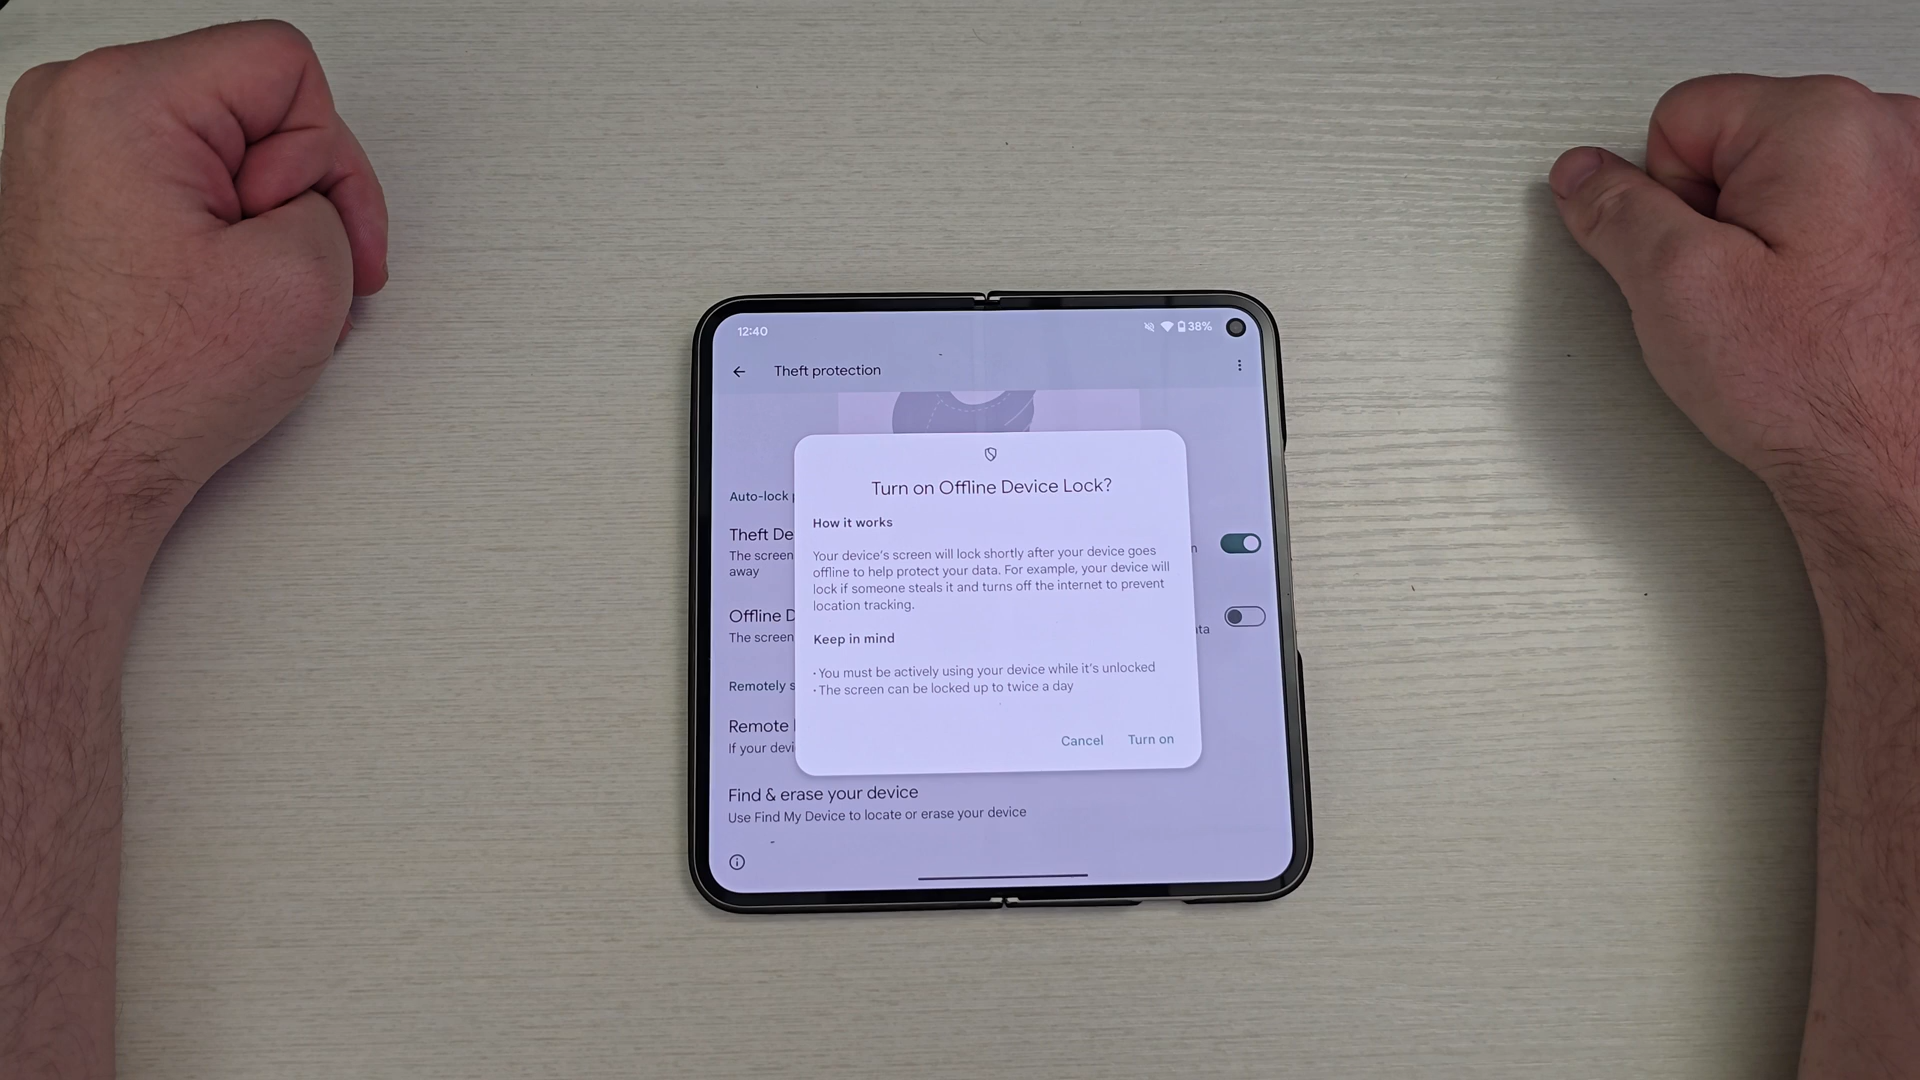 12:40
38%
Theft protection
Turn on Offline Device Lock?
How it works
Your device's screen will lock shortly after your device goes
offline to help protect your data. For example, your device will
lock if someone steals it and turns off the internet to prevent
location tracking.
Keep in mind
• You must be actively using your device while it's unlocked
• The screen can be locked up to twice a day
Cancel Turn on
Auto-lock
Theft De
The screen
away
Offline D
The screen
Remotely s
Remote
If your devi
Find & erase your device
Use Find My Device to locate or erase your device